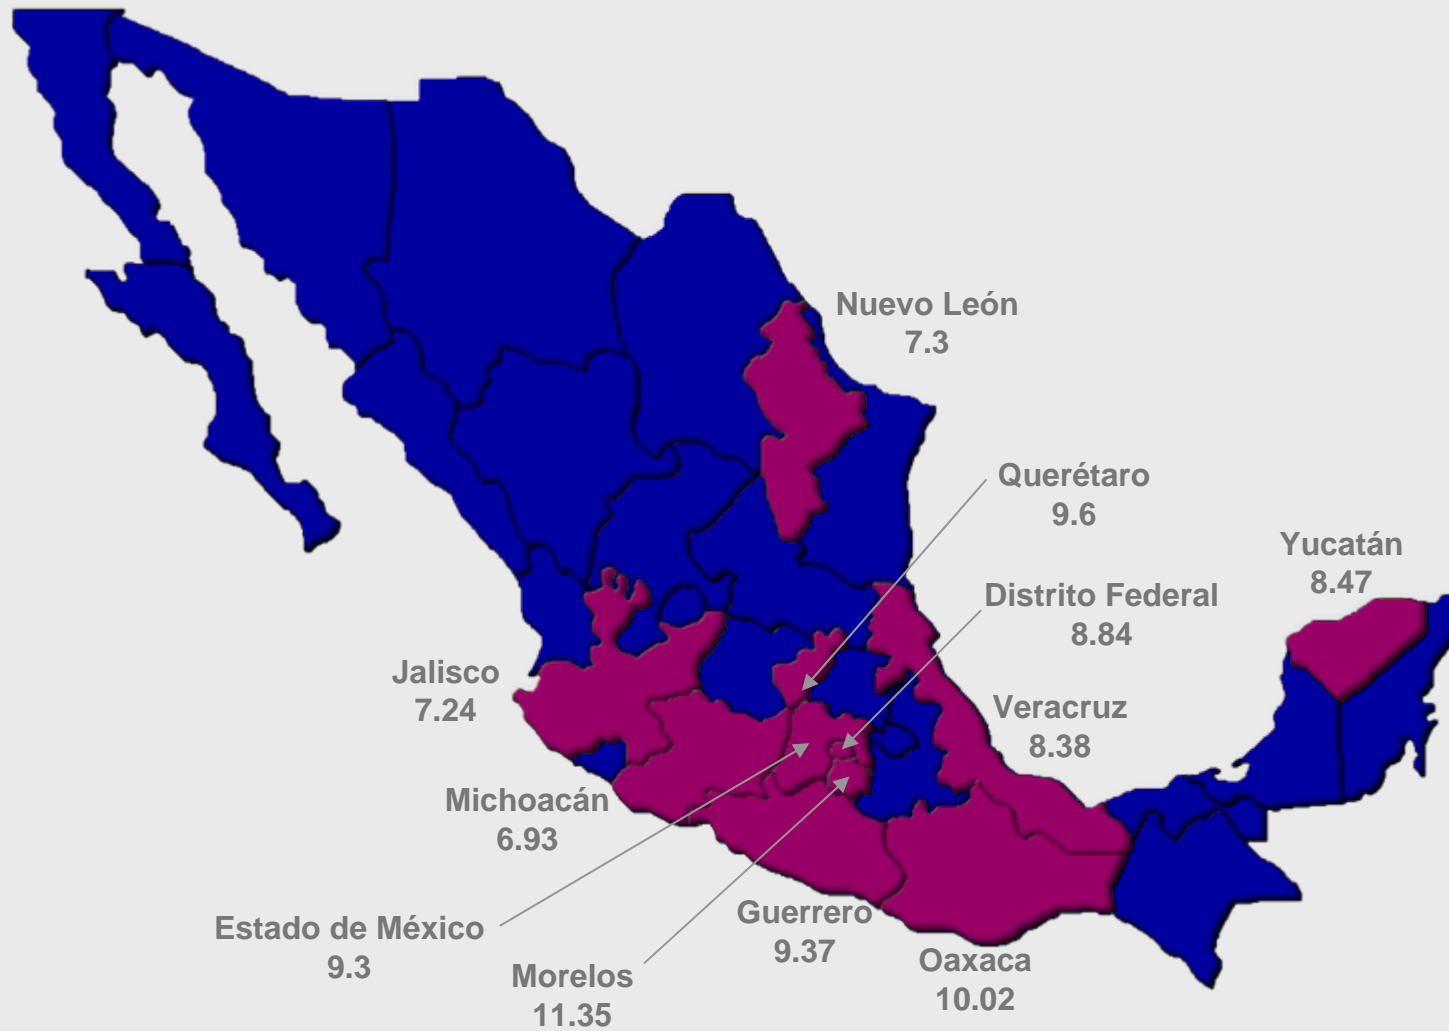 Nuevo León
7.3
Querétaro
9.6
Yucatán
8.47
Distrito Federal
8.84
Jalisco
7.24
Veracruz
8.38
Michoacán
6.93
Estado de México
9.3
Guerrero
9.37
Oaxaca
10.02
Morelos
11.35